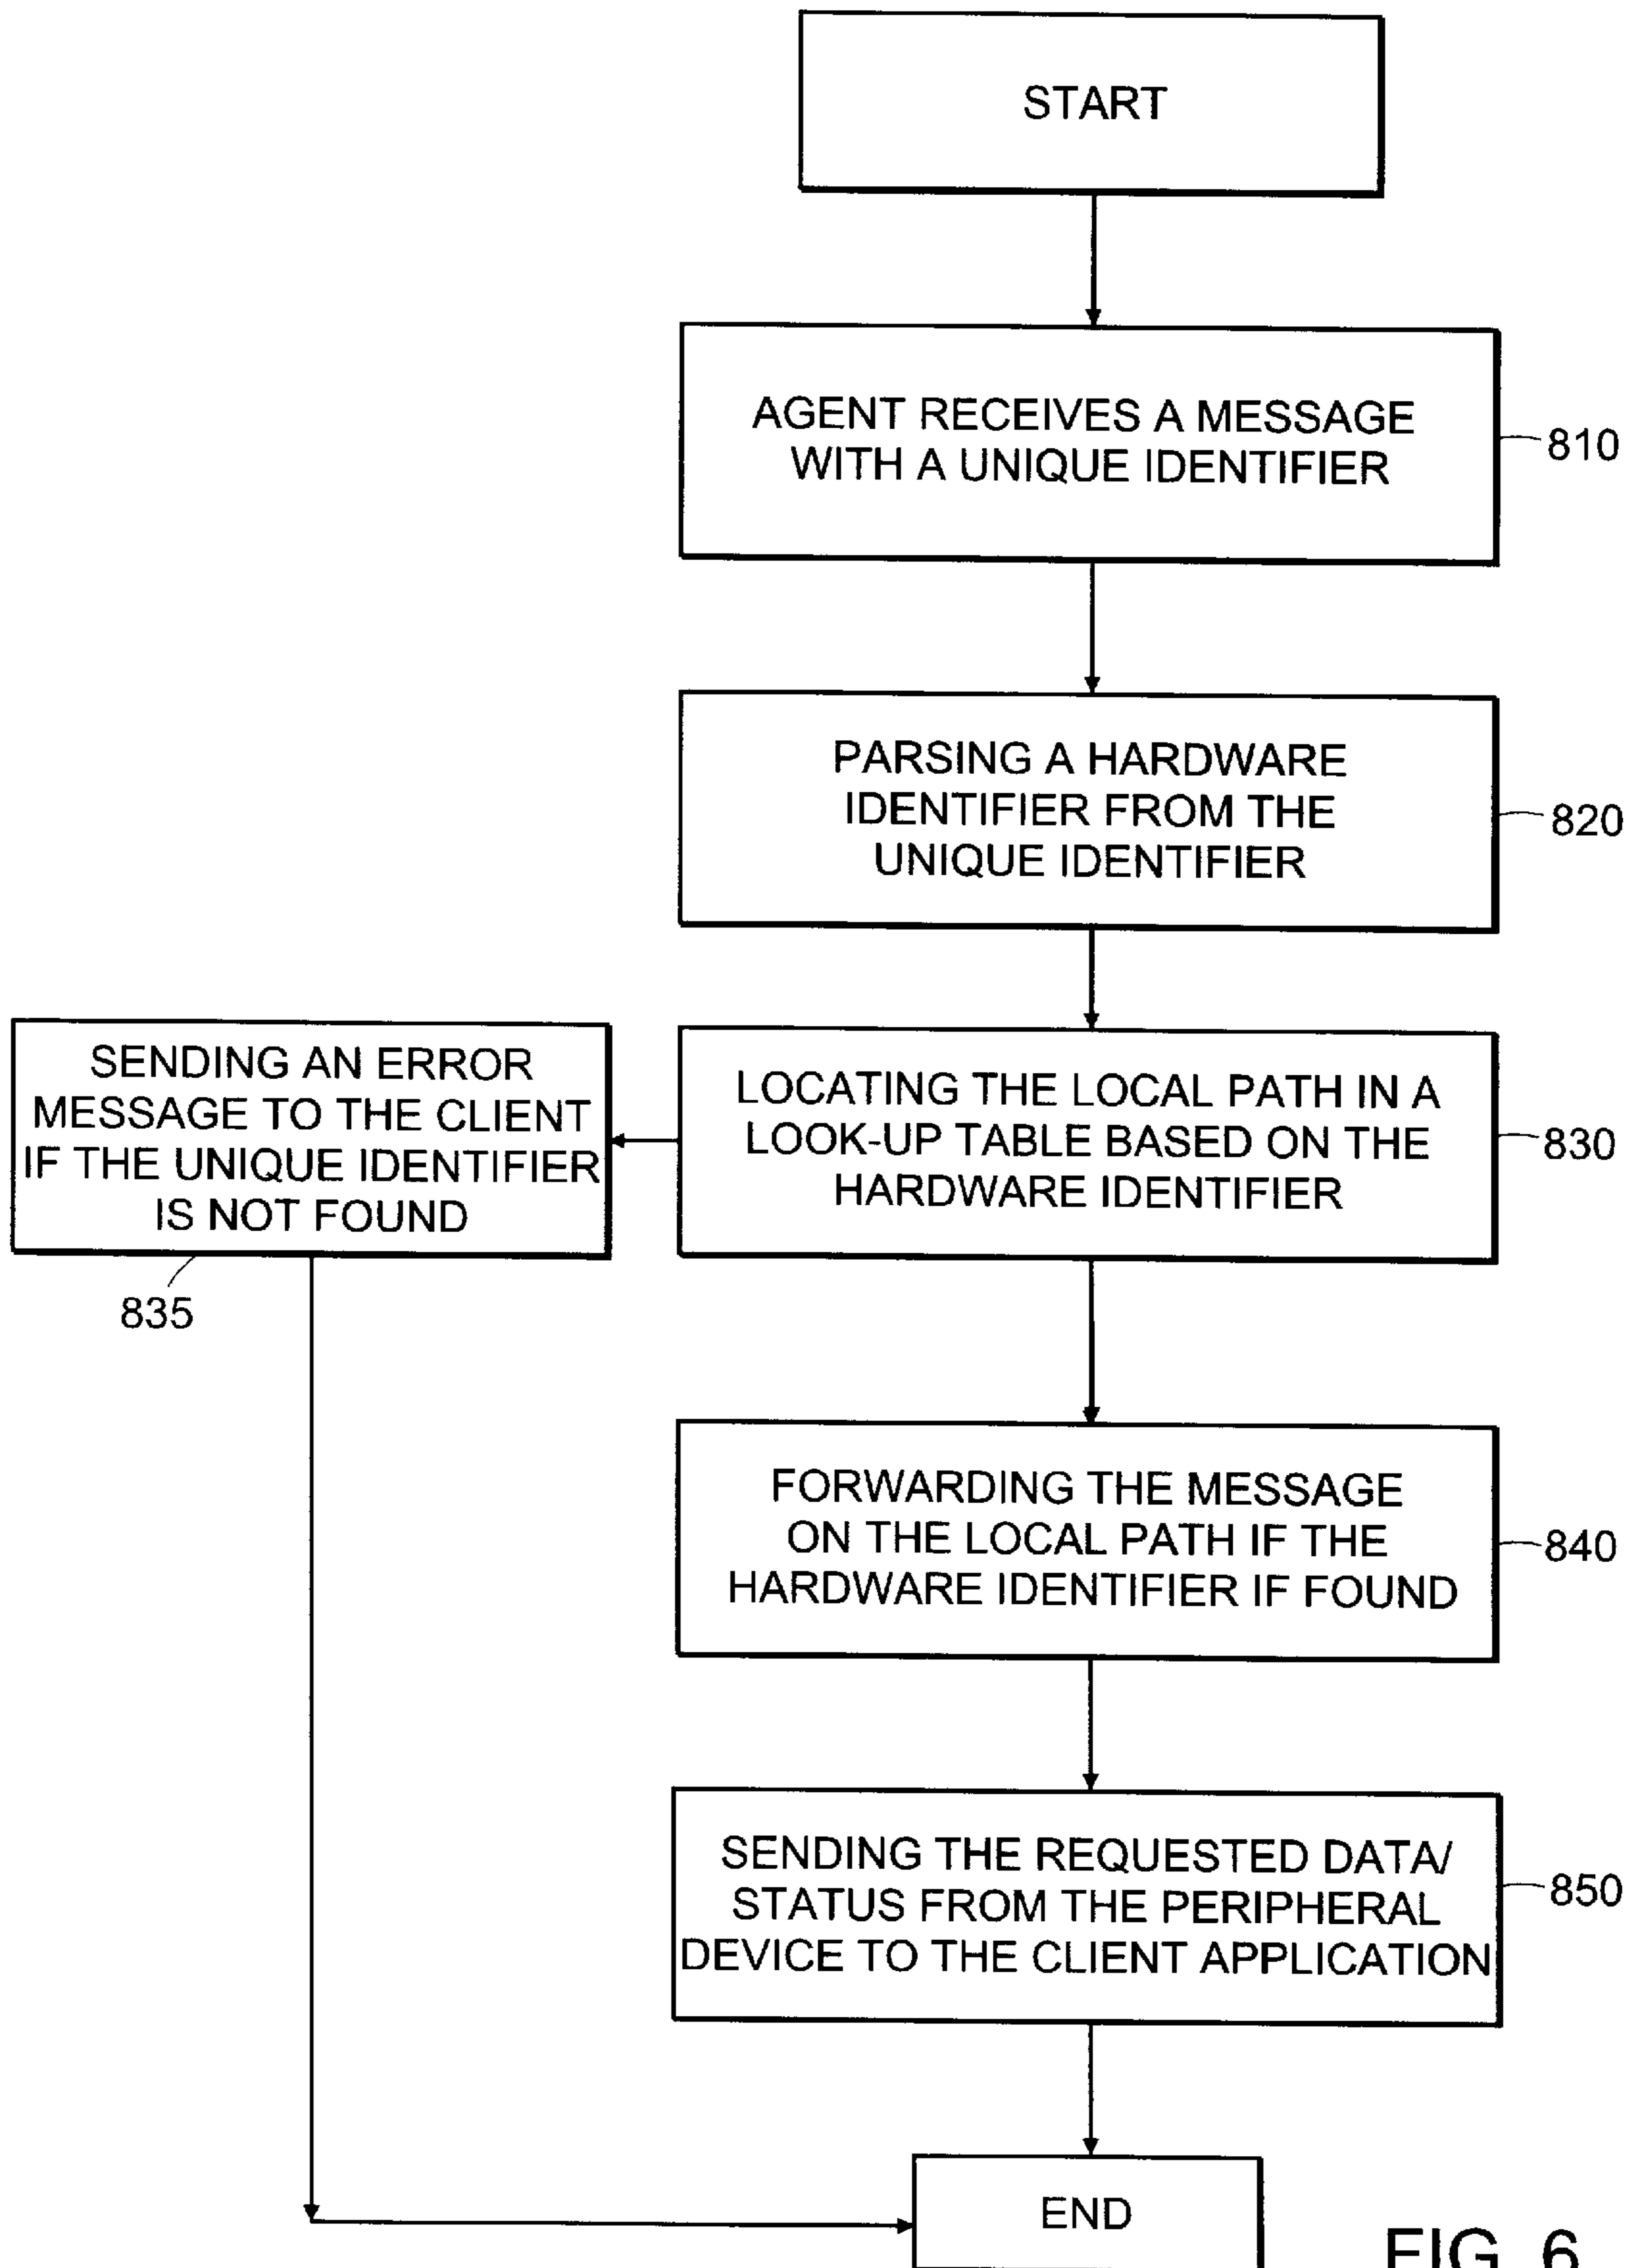 START
AGENT RECEIVES A MESSAGE
WITH A UNIQUE IDENTIFIER
810
PARSING A HARDWARE
IDENTIFIER FROM THE
UNIQUE IDENTIFIER
820
SENDING AN ERROR
MESSAGE TO THE CLIENT
IF THE UNIQUE IDENTIFIER
IS NOT FOUND
835
LOCATING THE LOCAL PATH IN A
LOOK-UP TABLE BASED ON THE
HARDWARE IDENTIFIER
830
FORWARDING THE MESSAGE
ON THE LOCAL PATH IF THE
HARDWARE IDENTIFIER IF FOUND
840
SENDING THE REQUESTED DATA/
STATUS FROM THE PERIPHERAL
DEVICE TO THE CLIENT APPLICATION
850
END
FIG. 6